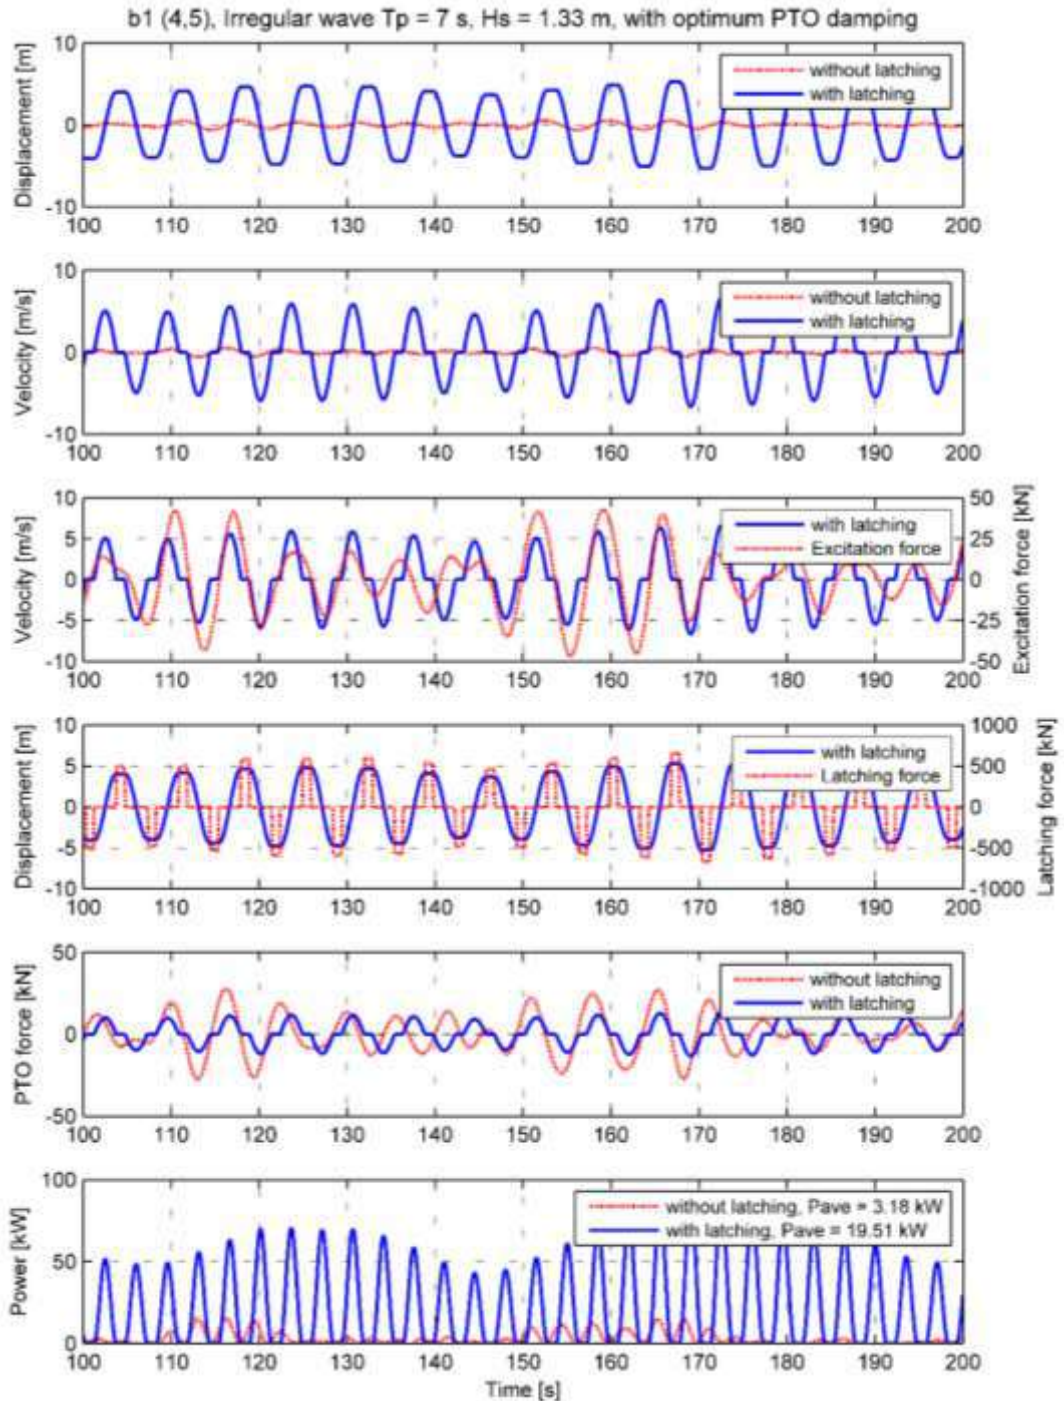 b1 (4,5), Irregular wave Tp = 7 s, Hs = 1.33 m, with optimum PTO damping
Displacement [m]
10
0
-10
without latching
with latching
100 110 120 130 140 150 160 170 180 190 200
Velocity [m/s]
10
0
-10
without latching
with latching
100 110 120 130 140 150 160 170 180 190 200
Velocity [m/s]
10
5
0
-5
-10
with latching
Excitation force
50
25
0
-25
-50
Excitation force [kN]
100 110 120 130 140 150 160 170 180 190 200
Displacement [m]
10
5
0
-5
-10
with latching
Latching force
1000
500
0
-500
-1000
Latching force [kN]
100 110 120 130 140 150 160 170 180 190 200
PTO force [kN]
50
0
-50
without latching
with latching
100 110 120 130 140 150 160 170 180 190 200
Power [kW]
100
50
0
without latching, Pave = 3.18 kW
with latching, Pave = 19.51 kW
100 110 120 130 140 150 160 170 180 190 200
Time [s]